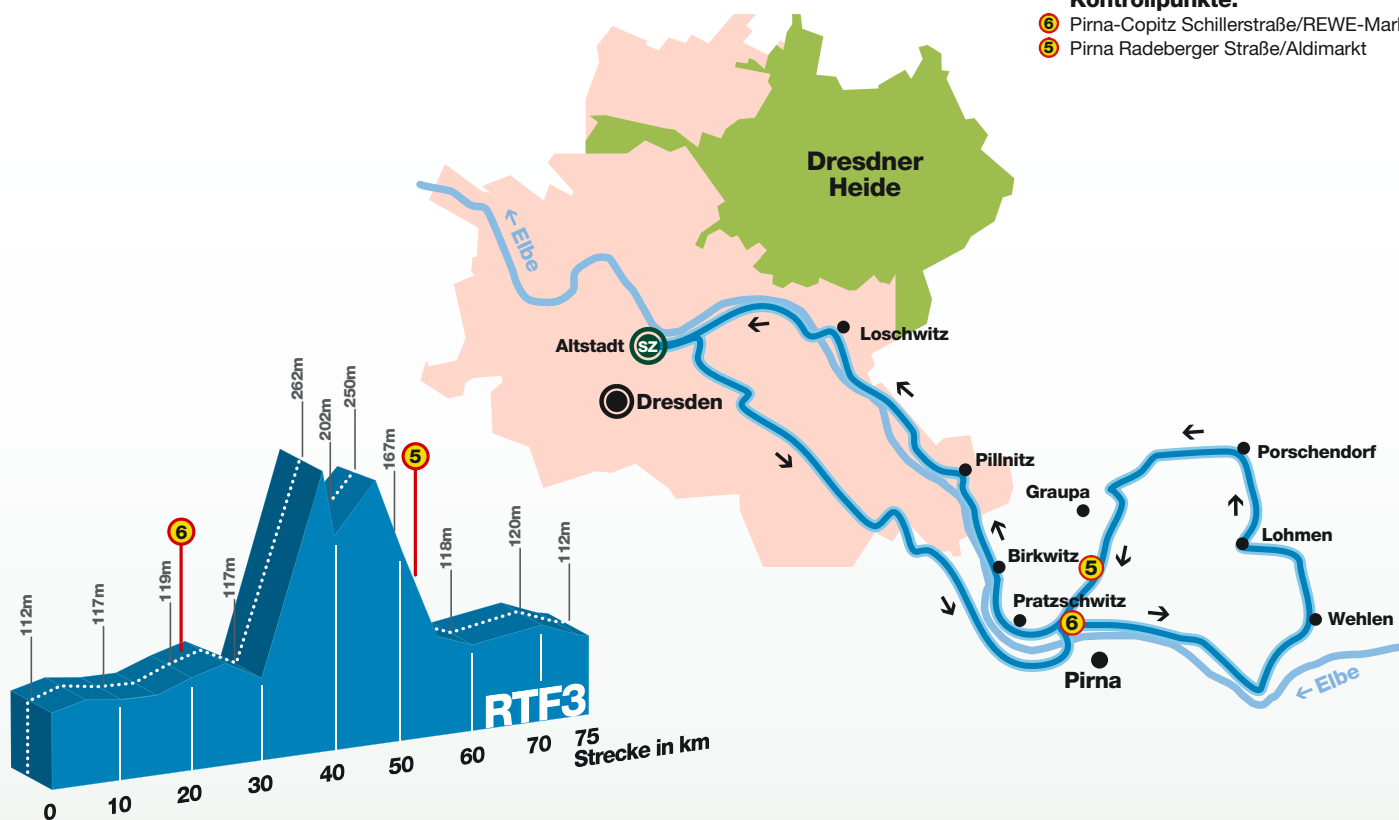 Kontrollpunkte:
6 Pirna-Copitz Schillerstraße/REWE-Mar
5 Pirna Radeberger Straße/Aldimarkt
Dresdner
Heide
← Elbe
Altstadt
SZ
Loschwitz
Dresden
Pillnitz
Graupa
Porschendorf
Lohmen
Birkwitz
5
Pratzschwitz
6
Wehlen
Pirna
← Elbe
262m
202m
250m
167m
5
6
112m
117m
119m
117m
118m
120m
112m
RTF3
0
10
20
30
40
50
60
70
75
Strecke in km